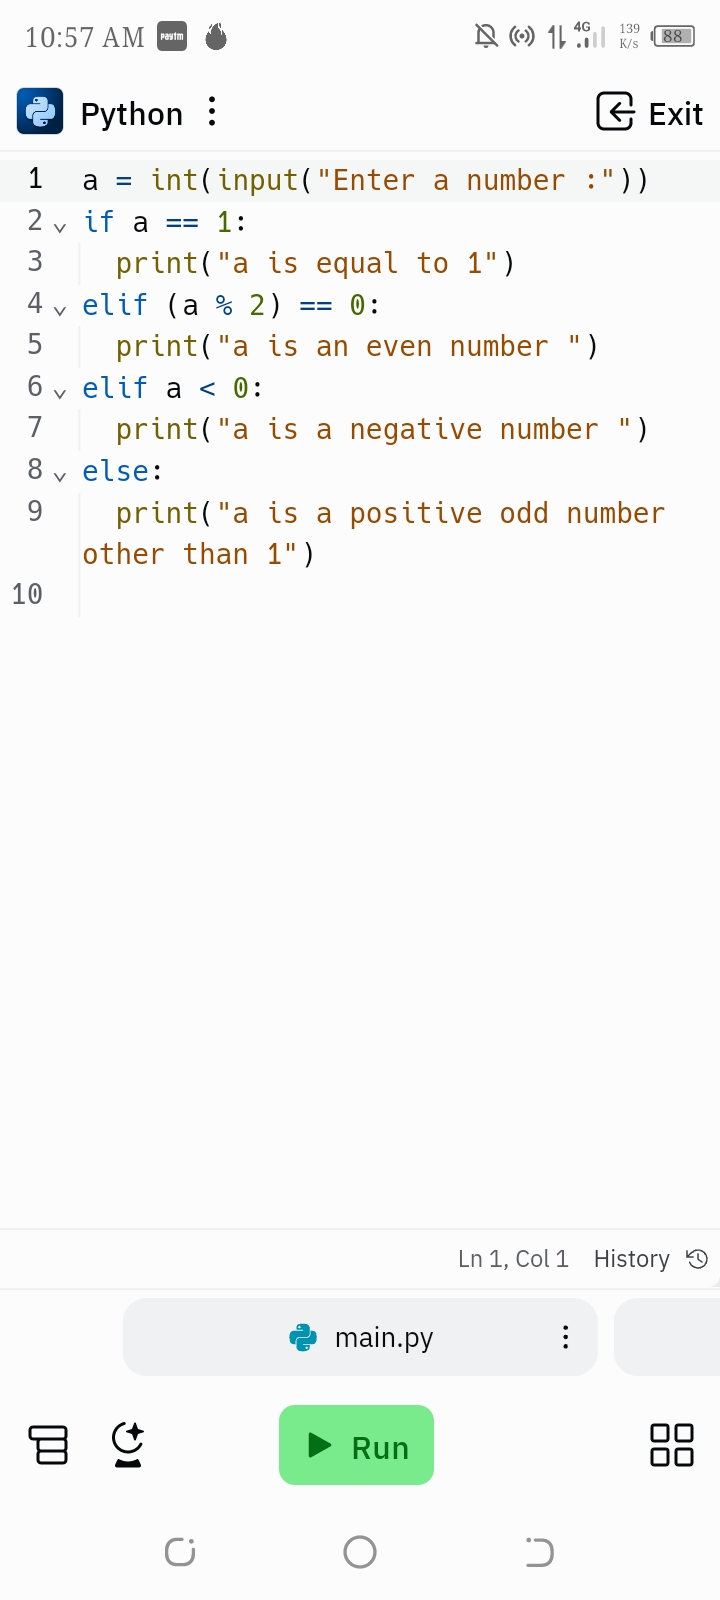 10:57 AM paytm 4G 139 K/s 88
Python Exit
1 a = int(input("Enter a number :"))
2 if a == 1:
3   print("a is equal to 1")
4 elif (a % 2) == 0:
5   print("a is an even number ")
6 elif a < 0:
7   print("a is a negative number ")
8 else:
9   print("a is a positive odd number
other than 1")
10
Ln 1, Col 1 History
main.py
Run